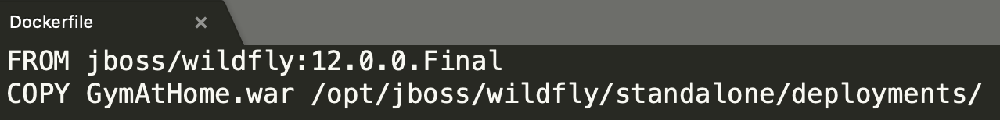 Dockerfile ×
FROM jboss/wildfly:12.0.0.Final
COPY GymAtHome.war /opt/jboss/wildfly/standalone/deployments/